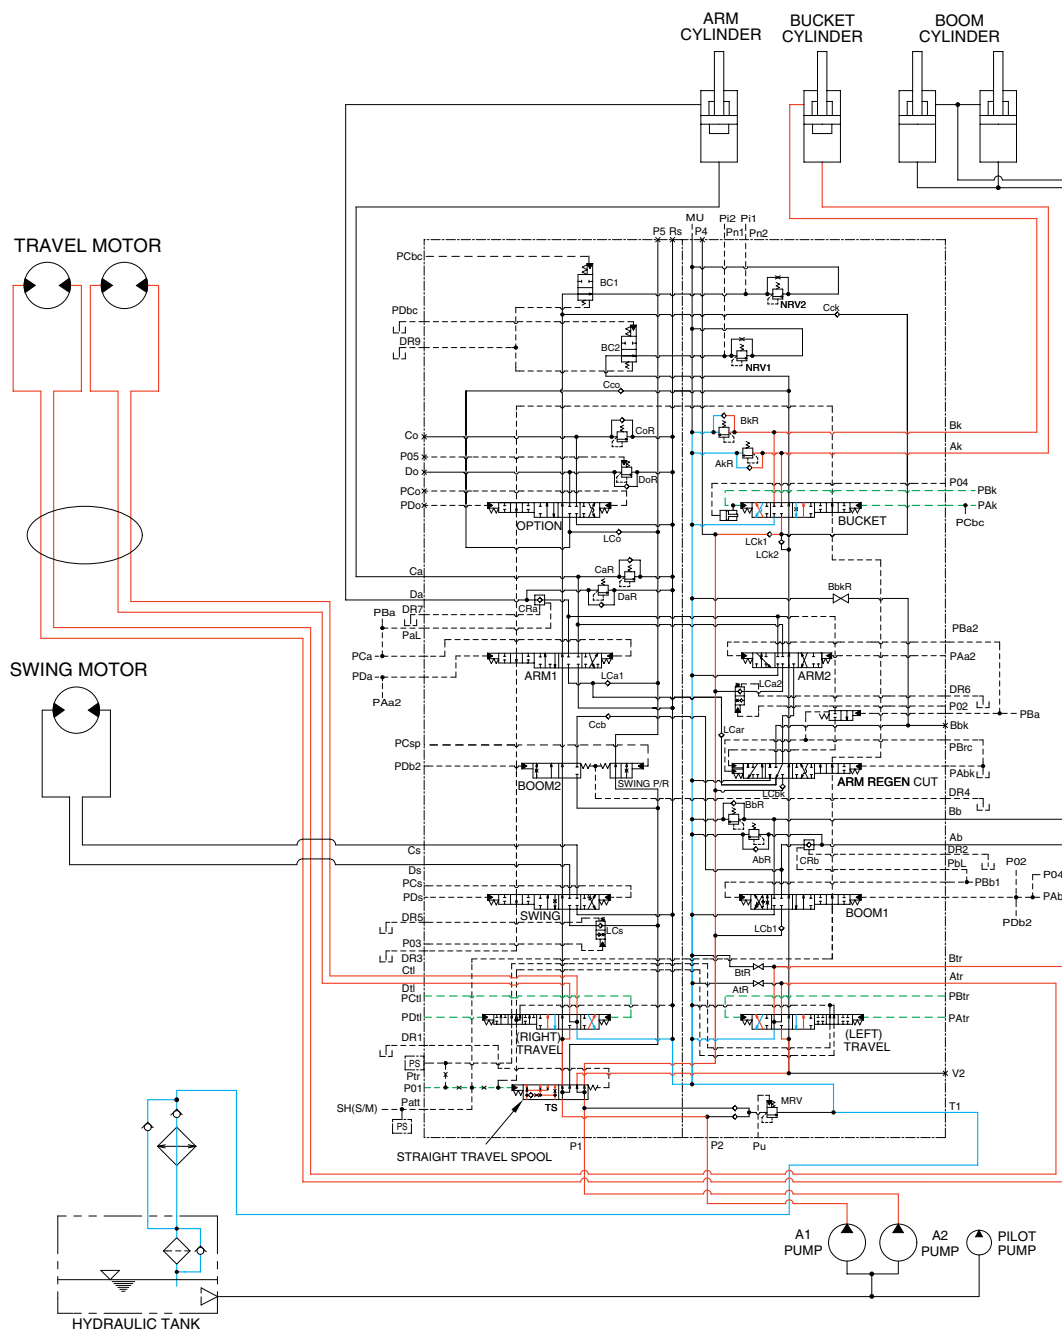 ARM CYLINDER
BUCKET CYLINDER
BOOM CYLINDER
TRAVEL MOTOR
MU
Pi2 Pi1
P5 Rs
P4
Pn1
Pn2
PCbc
BC1
NRV2
Cck
PDbc
DR9
BC2
NRV1
Cco
BkR
Bk
Co
CoR
AkR
Ak
P05
Do
DoR
P04
PCo
PBk
PDo
PAk
OPTION
BUCKET
PCbc
LCo
LCk1
LCk2
Ca
CaR
Da
DaR
BbkR
PBa
DR7
CRa
PaL
PBa2
PCa
PAa2
PDa
ARM1
ARM2
SWING MOTOR
PAa2
LCa1
LCa2
DR6
P02
PBa
Ccb
LCar
Bbk
PCsp
PBrc
PDb2
PAbk
BOOM2
SWING P/R
ARM REGEN CUT
LCbk
DR4
BbR
Bb
Cs
AbR
CRb
Ab
DR2
Ds
PbL
P02
PCs
PBb1
P04
PDs
PAb
SWING
BOOM1
PDb2
DR5
LCs
LCb1
P03
DR3
Ctl
BtR
Btr
Dtl
AtR
Atr
PCtl
PBtr
PDtl
PAtr
DR1
(RIGHT) TRAVEL
(LEFT) TRAVEL
PS
Ptr
P01
V2
Patt
SH(S/M)
TS
MRV
T1
PS
STRAIGHT TRAVEL SPOOL
P1
P2
Pu
A1 PUMP
A2 PUMP
PILOT PUMP
HYDRAULIC TANK